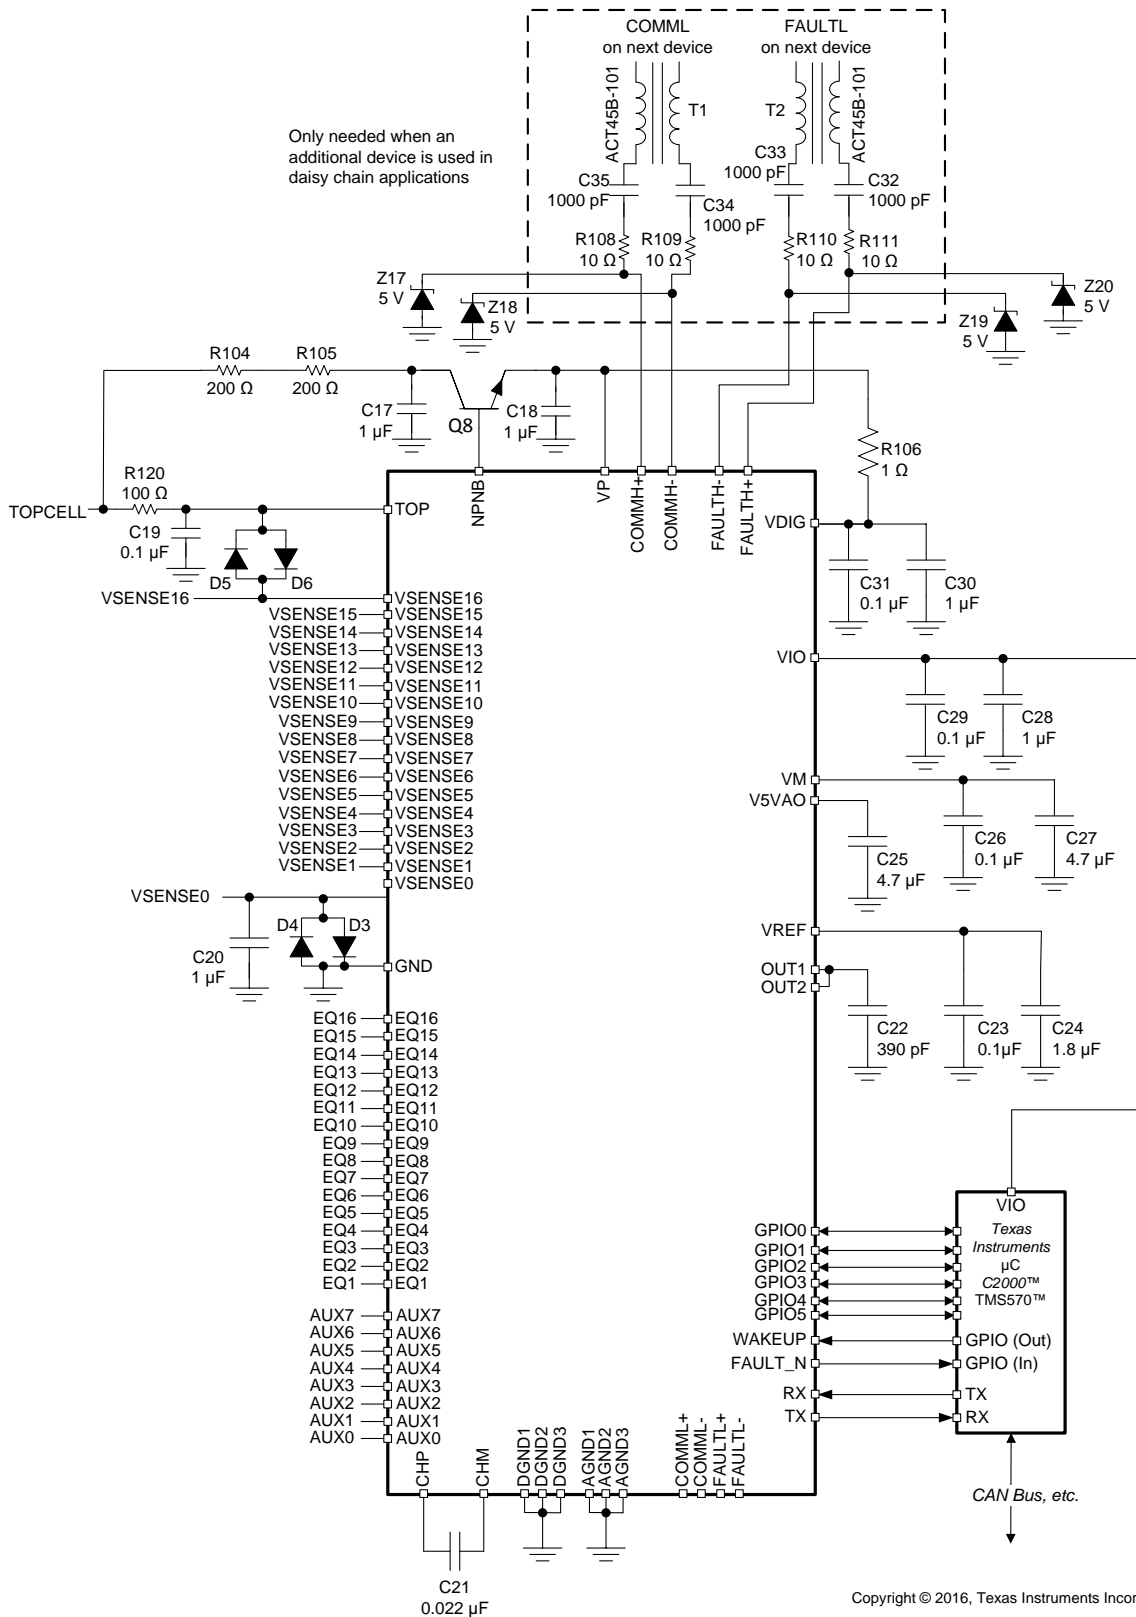 COMML
on next device
FAULTL
on next device
ACT45B-101
T1
T2
ACT45B-101
Only needed when an
additional device is used in
daisy chain applications
C35
1000 pF
C34
1000 pF
C33
1000 pF
C32
1000 pF
R108
10 Ω
R109
10 Ω
R110
10 Ω
R111
10 Ω
Z17
5 V
Z18
5 V
Z19
5 V
Z20
5 V
R104
200 Ω
R105
200 Ω
C17
1 µF
Q8
C18
1 µF
R106
1 Ω
R120
100 Ω
TOPCELL
TOP
NPNB
VP
COMMH+
COMMH-
FAULTH-
FAULTH+
VDIG
C19
0.1 µF
D5
D6
C31
0.1 µF
C30
1 µF
VSENSE16
VSENSE16
VSENSE15
VSENSE15
VSENSE14
VSENSE14
VSENSE13
VSENSE13
VSENSE12
VSENSE12
VSENSE11
VSENSE11
VSENSE10
VSENSE10
VSENSE9
VSENSE9
VSENSE8
VSENSE8
VSENSE7
VSENSE7
VSENSE6
VSENSE6
VSENSE5
VSENSE5
VSENSE4
VSENSE4
VSENSE3
VSENSE3
VSENSE2
VSENSE2
VSENSE1
VSENSE1
VSENSE0
VSENSE0
VIO
C29
0.1 µF
C28
1 µF
VM
V5VAO
C25
4.7 µF
C26
0.1 µF
C27
4.7 µF
D4
D3
C20
1 µF
GND
VREF
OUT1
OUT2
C22
390 pF
C23
0.1µF
C24
1.8 µF
EQ16
EQ16
EQ15
EQ15
EQ14
EQ14
EQ13
EQ13
EQ12
EQ12
EQ11
EQ11
EQ10
EQ10
EQ9
EQ9
EQ8
EQ8
EQ7
EQ7
EQ6
EQ6
EQ5
EQ5
EQ4
EQ4
EQ3
EQ3
EQ2
EQ2
EQ1
EQ1
AUX7
AUX7
AUX6
AUX6
AUX5
AUX5
AUX4
AUX4
AUX3
AUX3
AUX2
AUX2
AUX1
AUX1
AUX0
AUX0
GPIO0
GPIO1
GPIO2
GPIO3
GPIO4
GPIO5
WAKEUP
FAULT_N
RX
TX
VIO
Texas
Instruments
µC
C2000™
TMS570™
GPIO (Out)
GPIO (In)
TX
RX
CAN Bus, etc.
CHP
CHM
DGND1
DGND2
DGND3
AGND1
AGND2
AGND3
COMML+
COMML-
FAULTL+
FAULTL-
C21
0.022 µF
Copyright © 2016, Texas Instruments Incor